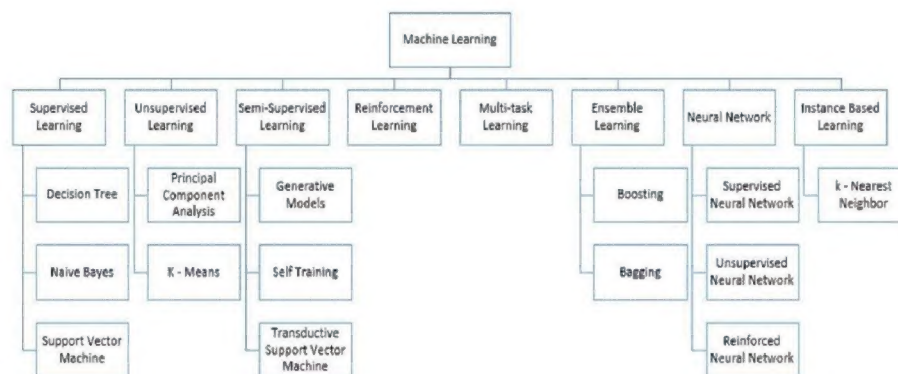 Machine Learning
Supervised
Learning
Unsupervised
Learning
Semi-Supervised
Learning
Reinforcement
Learning
Multi-task
Learning
Ensemble
Learning
Neural Network
Instance Based
Learning
Decision Tree
Naive Bayes
Support Vector
Machine
Principal
Component
Analysis
K - Means
Generative
Models
Self Training
Transductive
Support Vector
Machine
Boosting
Bagging
Supervised
Neural Network
Unsupervised
Neural Network
Reinforced
Neural Network
k - Nearest
Neighbor